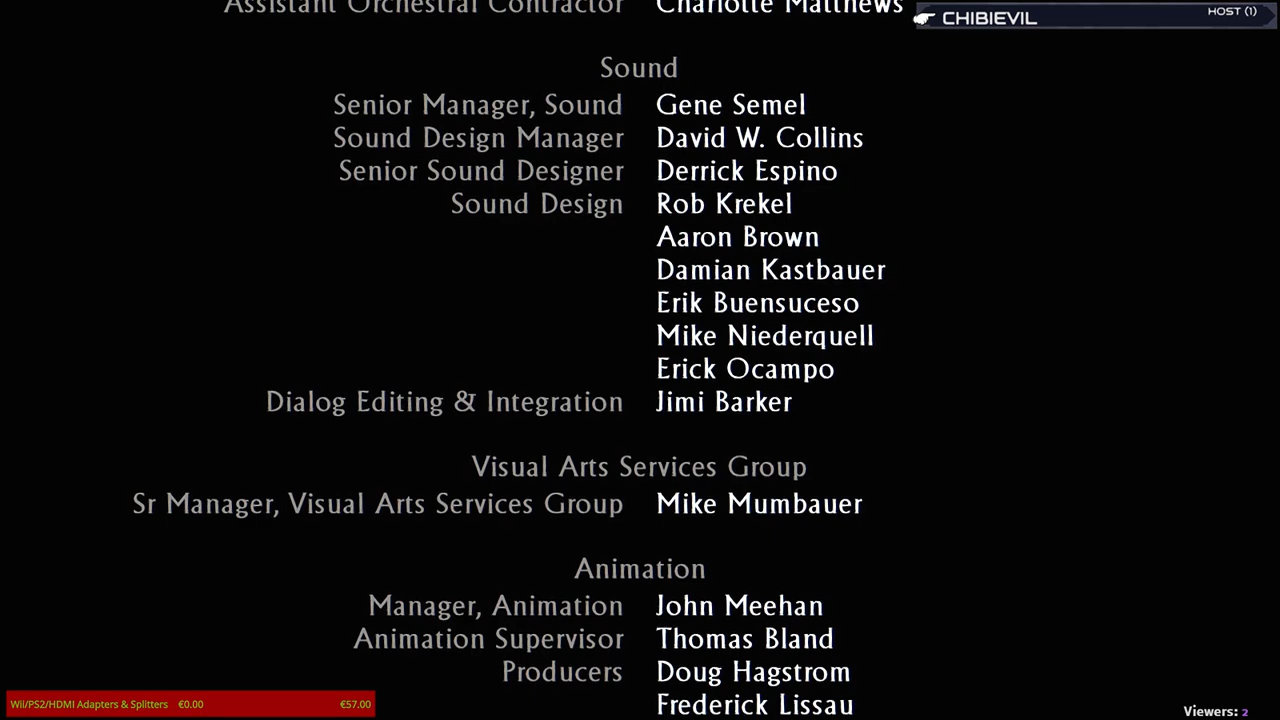 Assistant Orchestral Contractor Charlotte Matthews
CHIBIEVIL HOST (1)
Sound
Senior Manager, Sound Gene Semel
Sound Design Manager David W. Collins
Senior Sound Designer Derrick Espino
Sound Design Rob Krekel
Aaron Brown
Damian Kastbauer
Erik Buensuceso
Mike Niederquell
Erick Ocampo
Dialog Editing & Integration Jimi Barker
Visual Arts Services Group
Sr Manager, Visual Arts Services Group Mike Mumbauer
Animation
Manager, Animation John Meehan
Animation Supervisor Thomas Bland
Producers Doug Hagstrom
Frederick Lissau
Wii/PS2/HDMI Adapters & Splitters €0.00 €57.00
Viewers: 2